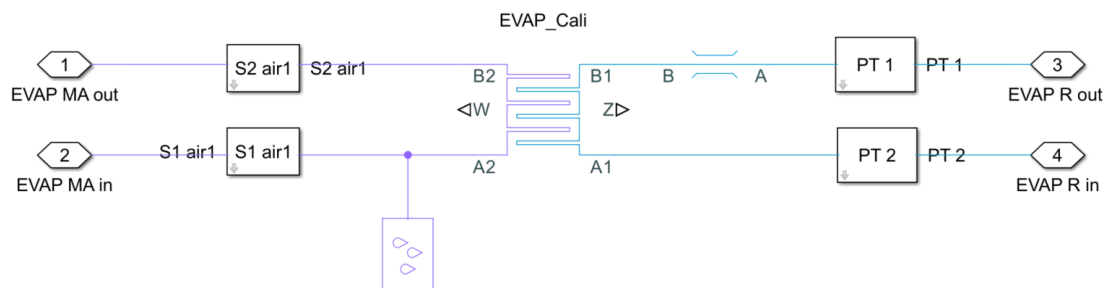 EVAP_Cali
1 S2 air1 S2 air1 B2 B1 B A PT 1 PT 1 3
EVAP MA out EVAP R out
W Z
2 S1 air1 S1 air1 A2 A1 PT 2 PT 2 4
EVAP MA in EVAP R in